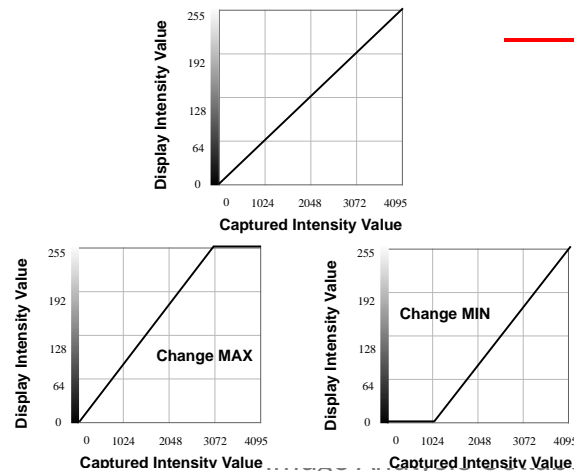 255
192
128
64
0
Display Intensity Value
0 1024 2048 3072 4095
Captured Intensity Value
255
192
128
64
0
Display Intensity Value
Change MAX
0 1024 2048 3072 4095
Captured Intensity Value
255
192
128
64
0
Display Intensity Value
Change MIN
0 1024 2048 3072 4095
Captured Intensity Value